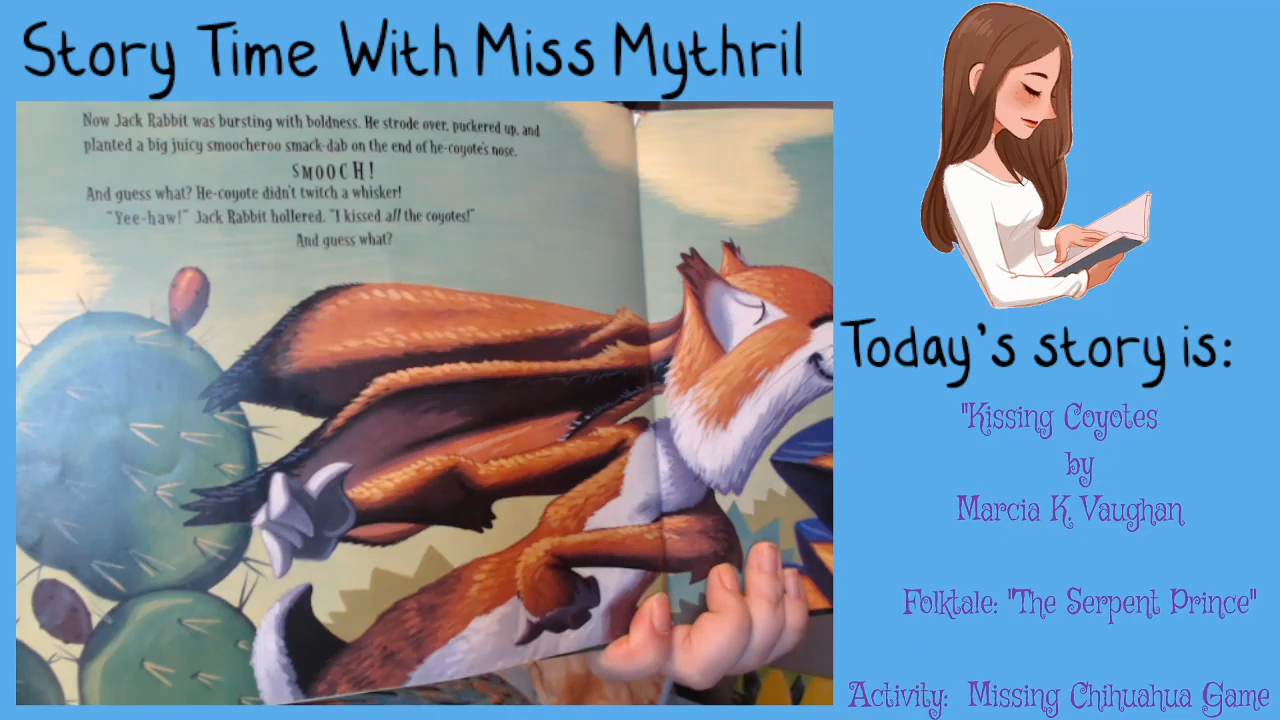 Story Time With Miss Mythril
Now Jack Rabbit was bursting with boldness. He strode over, puckered up, and
planted a big juicy smoocheroo smack-dab on the end of he-coyote's nose.
SMOOCH!
And guess what? He-coyote didn't twitch a whisker!
"Yee-haw!" Jack Rabbit hollered. "I kissed all the coyotes!"
And guess what?
Today's story is:
"Kissing Coyotes
by
Marcia K Vaughan
Folktale: "The Serpent Prince"
Activity: Missing Chihuahua Game